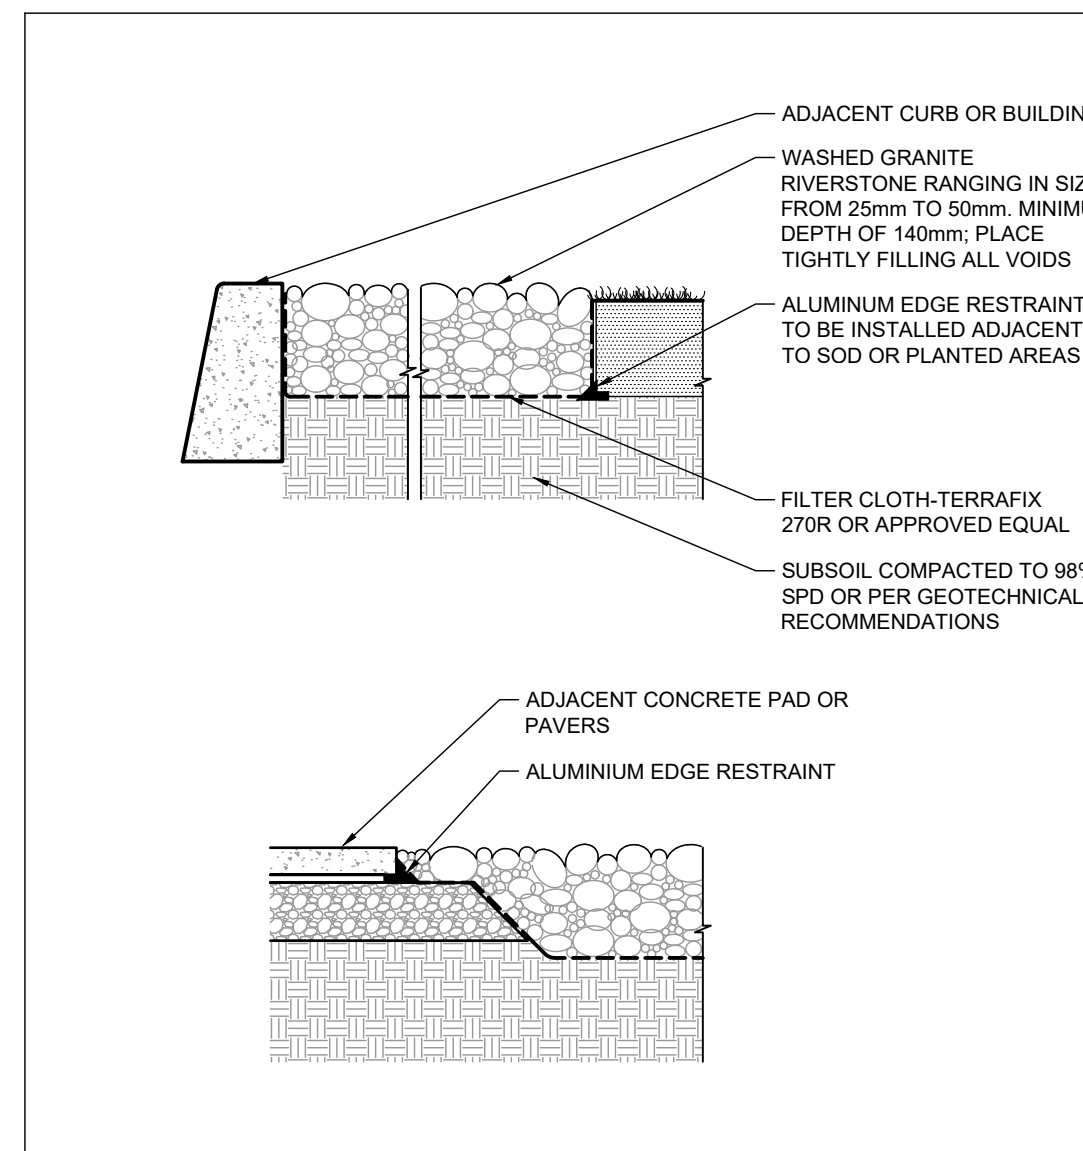 ADJACENT CURB OR BUILDIN
WASHED GRANITE
RIVERSTONE RANGING IN SIZ
FROM 25mm TO 50mm. MINIMU
DEPTH OF 140mm; PLACE
TIGHTLY FILLING ALL VOIDS
ALUMINUM EDGE RESTRAINT
TO BE INSTALLED ADJACENT
TO SOD OR PLANTED AREAS
FILTER CLOTH-TERRAFIX
270R OR APPROVED EQUAL
SUBSOIL COMPACTED TO 98%
SPD OR PER GEOTECHNICAL
RECOMMENDATIONS
ADJACENT CONCRETE PAD OR
PAVERS
ALUMINIUM EDGE RESTRAINT